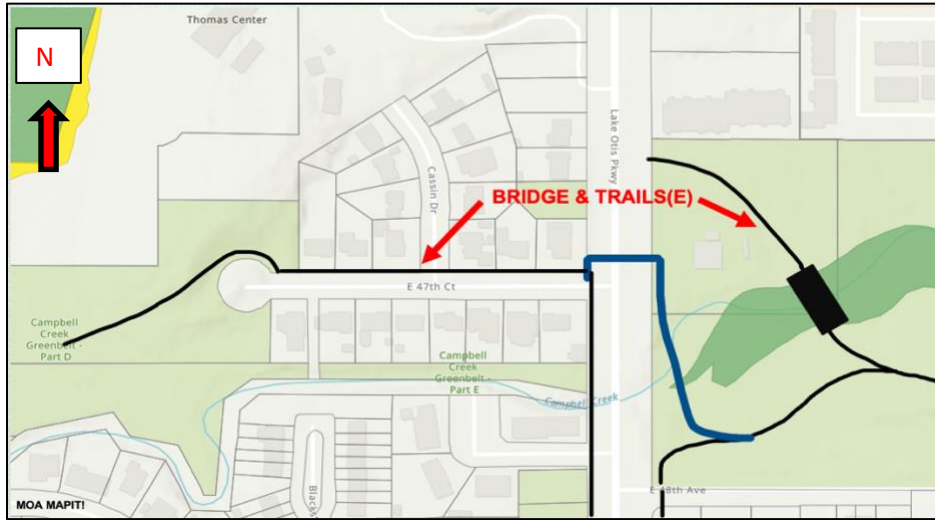 Thomas Center
N
Lake Otis Pkwy
Cassin Dr
BRIDGE & TRAILS(E)
E 47th Ct
Campbell
Creek
Greenbelt -
Part D
Campbell
Creek
Greenbelt -
Part E
Campbell Creek
E 48th Ave
MOA MAPIT!